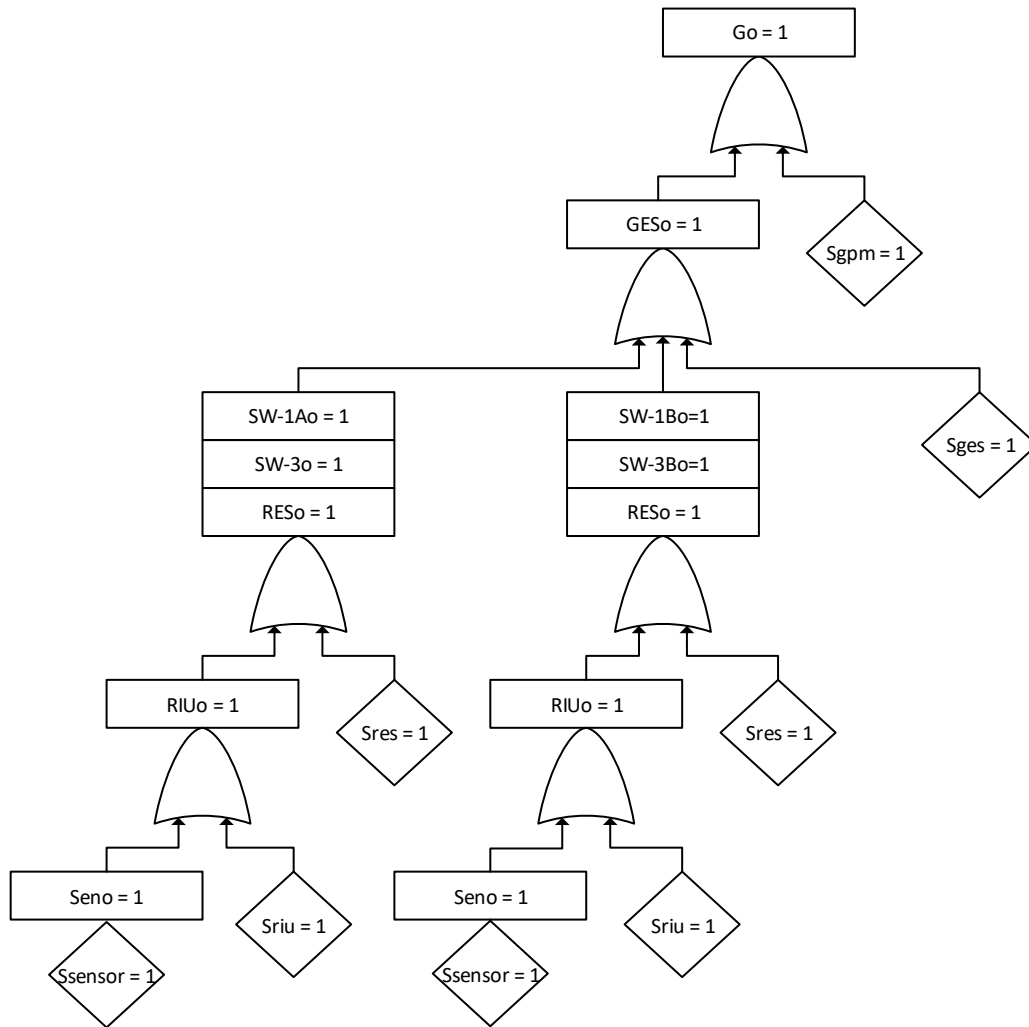 Go = 1
GESo = 1
Sgpm = 1
SW-1Ao = 1
SW-3o = 1
RESo = 1
SW-1Bo=1
SW-3Bo=1
RESo = 1
Sges = 1
RIUo = 1
Sres = 1
RIUo = 1
Sres = 1
Seno = 1
Sriu = 1
Seno = 1
Sriu = 1
Ssensor = 1
Ssensor = 1